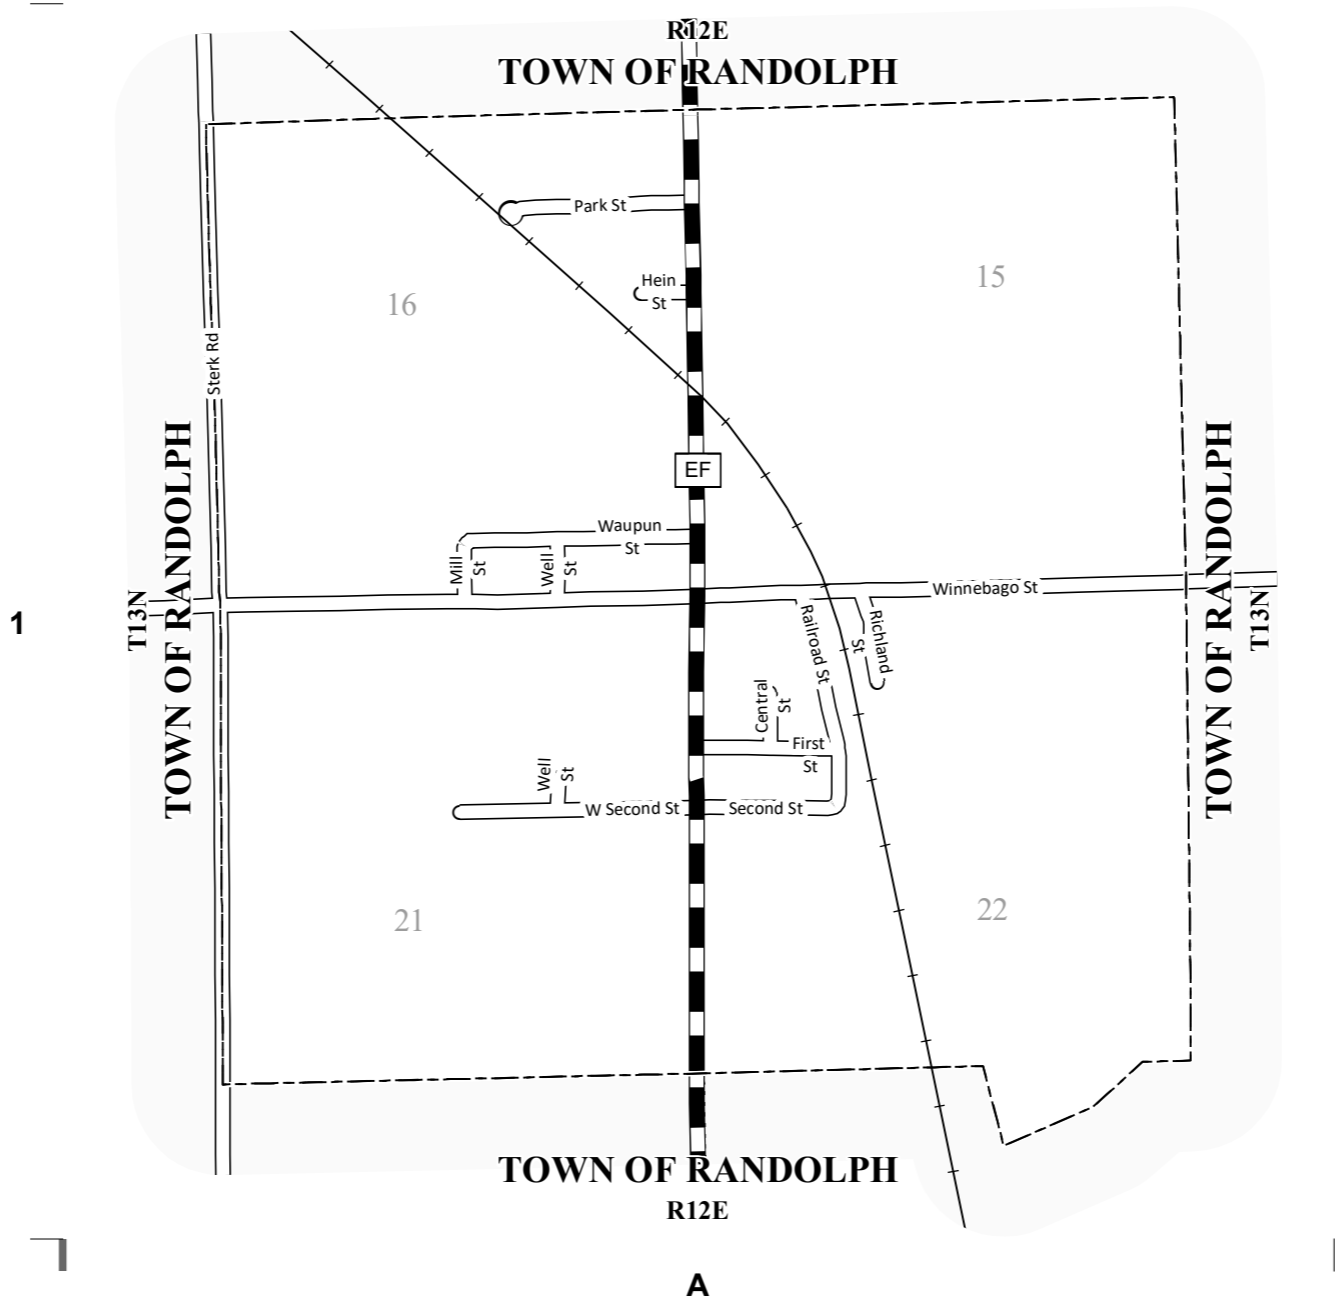 R12E
TOWN OF RANDOLPH
Park St
15
Hein
St
16
Sterk Rd
TOWN OF RANDOLPH
TOWN OF RANDOLPH
EF
Waupun
St
Mill
St
Well
St
Winnebago St
T13N
T13N
1
Railroad St
Richland
St
Central
St
First
St
Well
St
W Second St
Second St
21
22
TOWN OF RANDOLPH
R12E
A